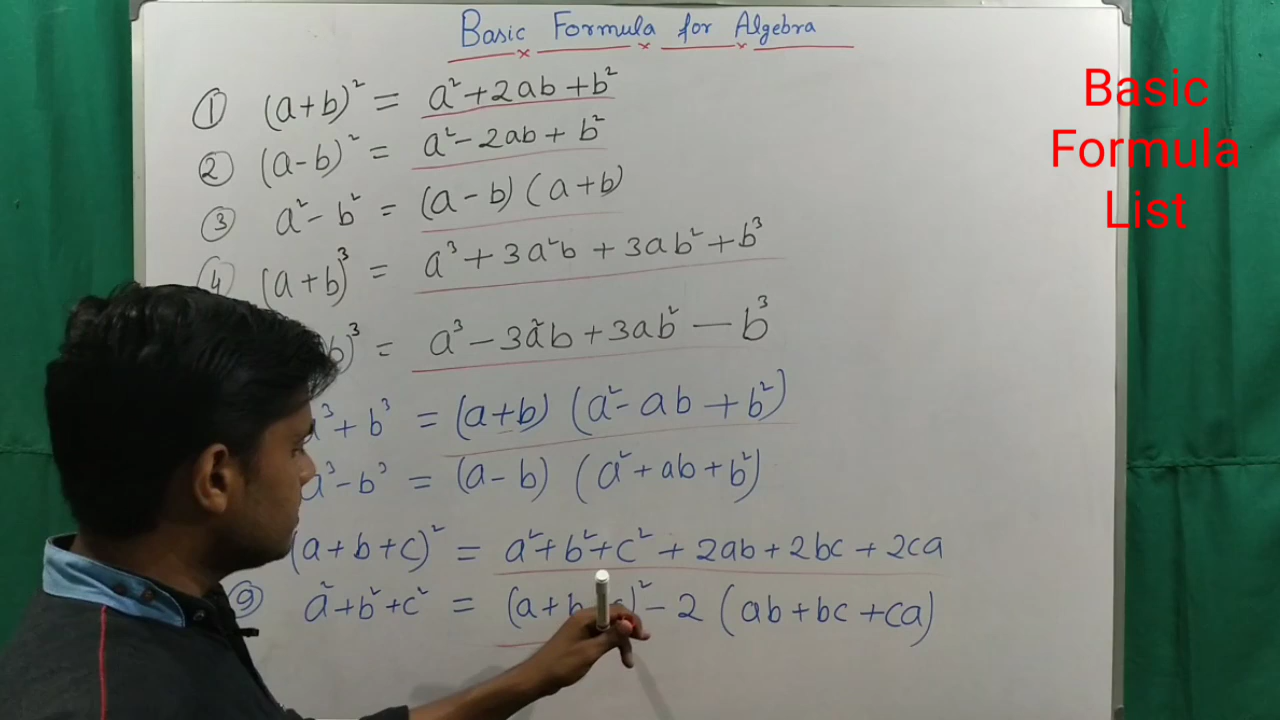 Basic Formula for Algebra
① (a+b)² = a²+2ab+b²
② (a-b)² = a²-2ab+b²
③ a²-b² = (a-b)(a+b)
④ (a+b)³ = a³+3a²b+3ab²+b³
b)³ = a³-3a²b+3ab²-b³
a³+b³ = (a+b)(a²-ab+b²)
a³-b³ = (a-b)(a²+ab+b²)
(a+b+c)² = a²+b²+c²+2ab+2bc+2ca
⑨ a²+b²+c² = (a+b+c)²-2(ab+bc+ca)
Basic
Formula
List